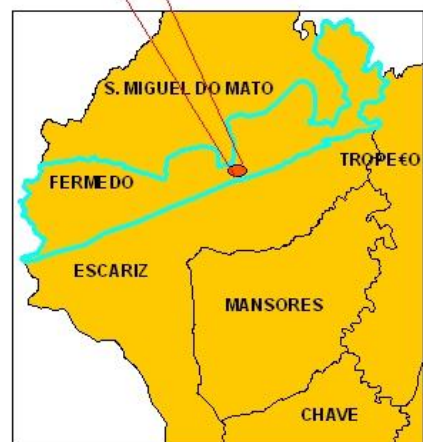 S. MIGUEL DO MATO
TROPE€O
FERMEDO
ESCARIZ
MANSORES
CHAVE